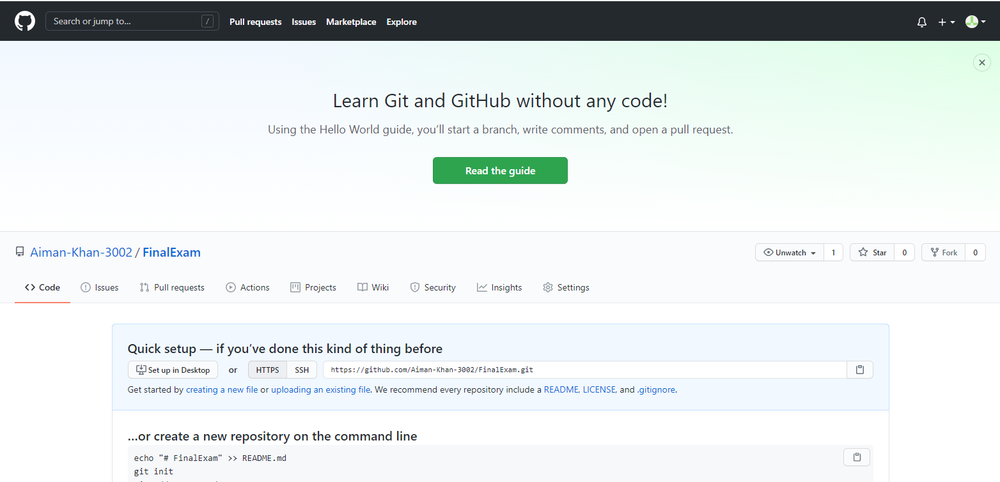 Search or jump to... /
Pull requests Issues Marketplace Explore
Learn Git and GitHub without any code!
Using the Hello World guide, you’ll start a branch, write comments, and open a pull request.
Read the guide
Aiman-Khan-3002 / FinalExam
Unwatch 1 Star 0 Fork 0
Code Issues Pull requests Actions Projects Wiki Security Insights Settings
Quick setup — if you’ve done this kind of thing before
Set up in Desktop or HTTPS SSH https://github.com/Aiman-Khan-3002/FinalExam.git
Get started by creating a new file or uploading an existing file. We recommend every repository include a README, LICENSE, and .gitignore.
…or create a new repository on the command line
echo "# FinalExam" >> README.md
git init